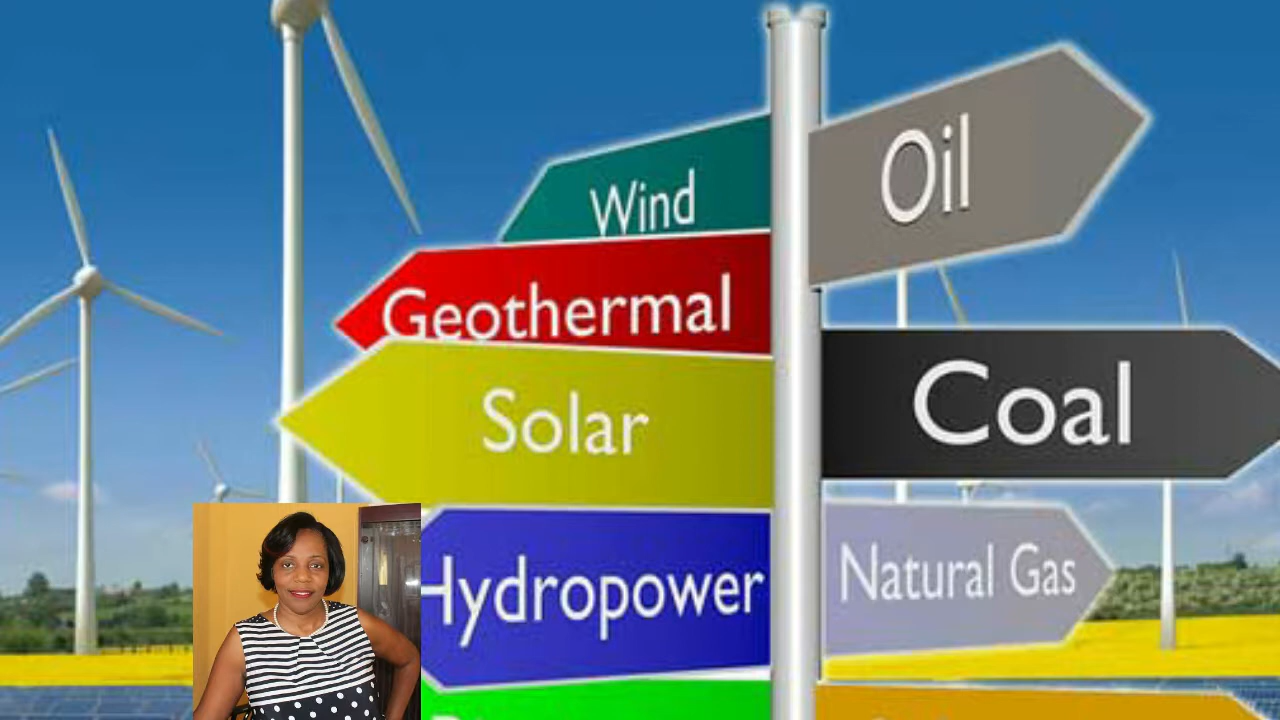 Wind
Oil
Geothermal
Solar
Coal
Hydropower
Natural Gas